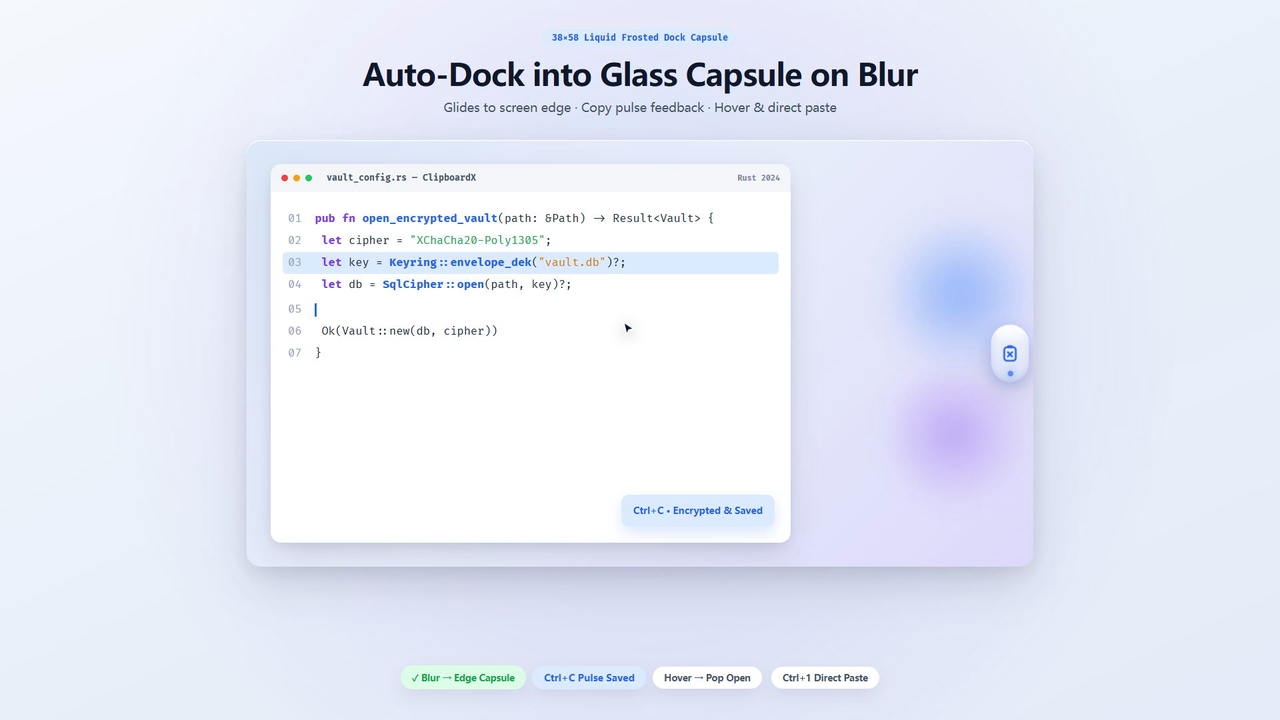 38×58 Liquid Frosted Dock Capsule
Auto-Dock into Glass Capsule on Blur
Glides to screen edge · Copy pulse feedback · Hover & direct paste
vault_config.rs — ClipboardX
Rust 2024
01 pub fn open_encrypted_vault(path: &Path) → Result<Vault> {
02 let cipher = "XChaCha20-Poly1305";
03 let key = Keyring::envelope_dek("vault.db")?;
04 let db = SqlCipher::open(path, key)?;
05
06 Ok(Vault::new(db, cipher))
07 }
Ctrl+C • Encrypted & Saved
✓ Blur → Edge Capsule
Ctrl+C Pulse Saved
Hover → Pop Open
Ctrl+1 Direct Paste